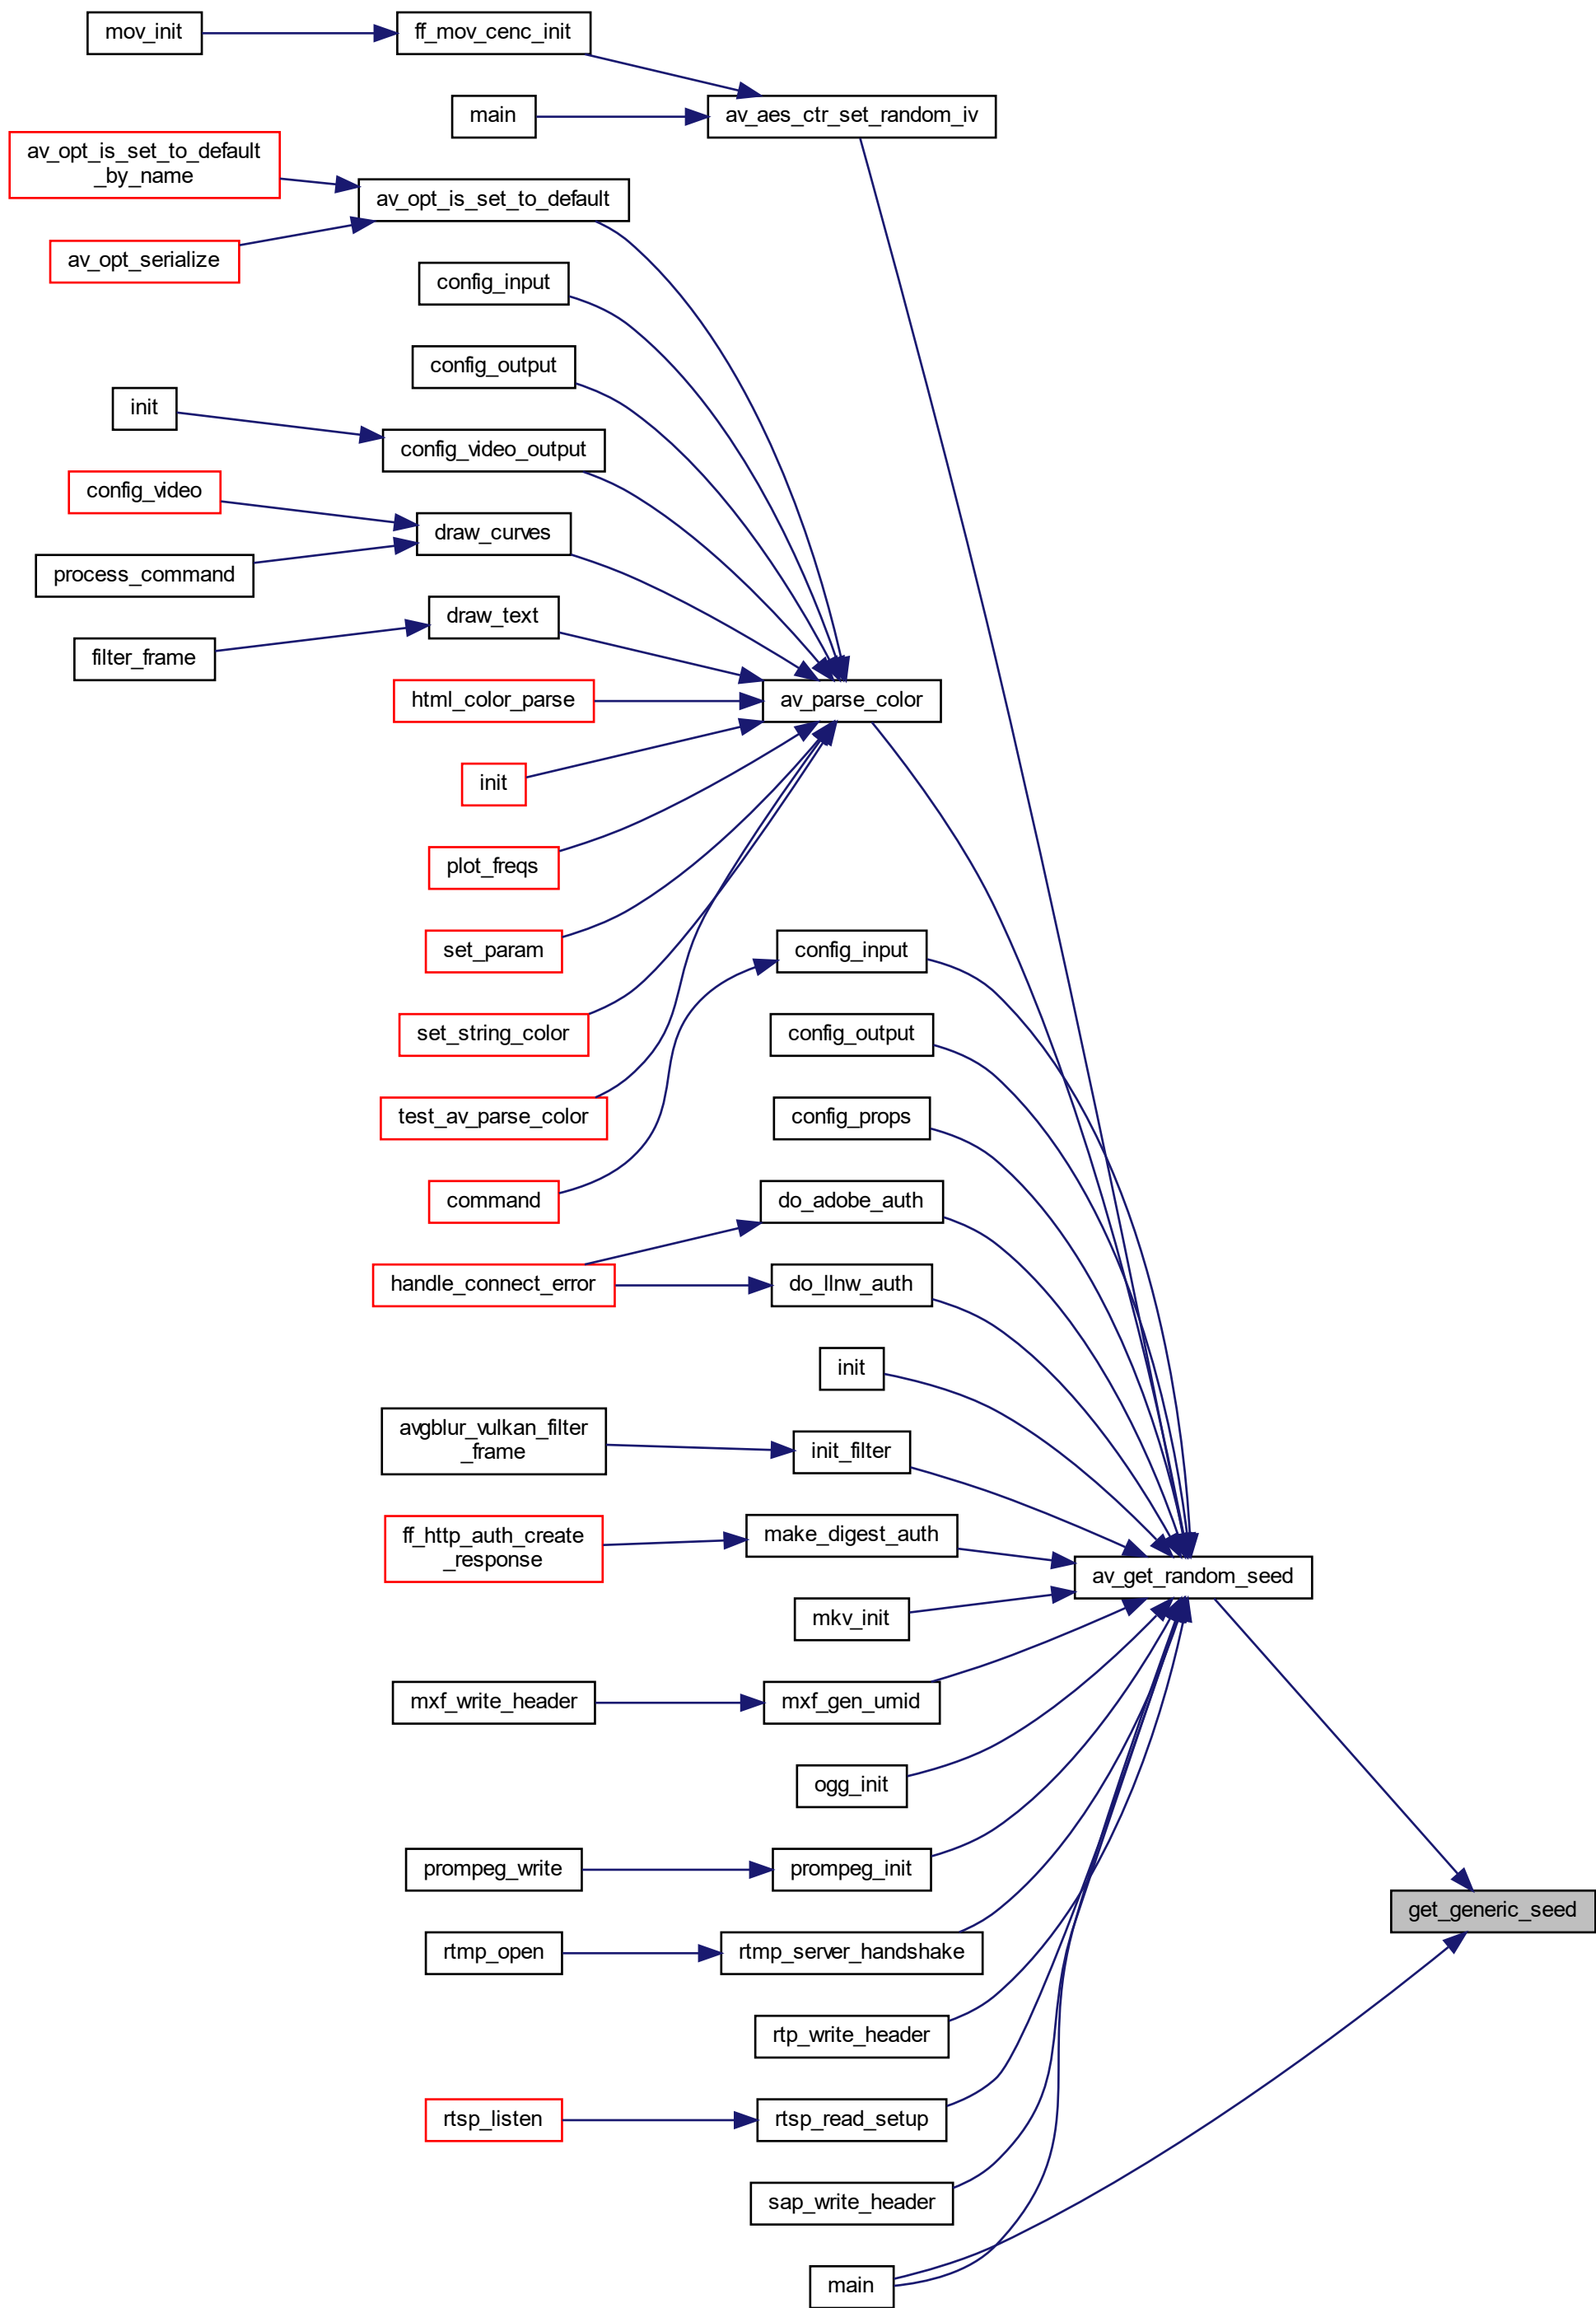 mov_init
ff_mov_cenc_init
main
av_aes_ctr_set_random_iv
av_opt_is_set_to_default
_by_name
av_opt_is_set_to_default
av_opt_serialize
config_input
config_output
init
config_video_output
config_video
draw_curves
process_command
draw_text
filter_frame
html_color_parse
av_parse_color
init
plot_freqs
set_param
config_input
set_string_color
config_output
test_av_parse_color
config_props
command
do_adobe_auth
handle_connect_error
do_llnw_auth
init
avgblur_vulkan_filter
_frame
init_filter
ff_http_auth_create
_response
make_digest_auth
av_get_random_seed
mkv_init
mxf_write_header
mxf_gen_umid
ogg_init
prompeg_write
prompeg_init
get_generic_seed
rtmp_open
rtmp_server_handshake
rtp_write_header
rtsp_listen
rtsp_read_setup
sap_write_header
main